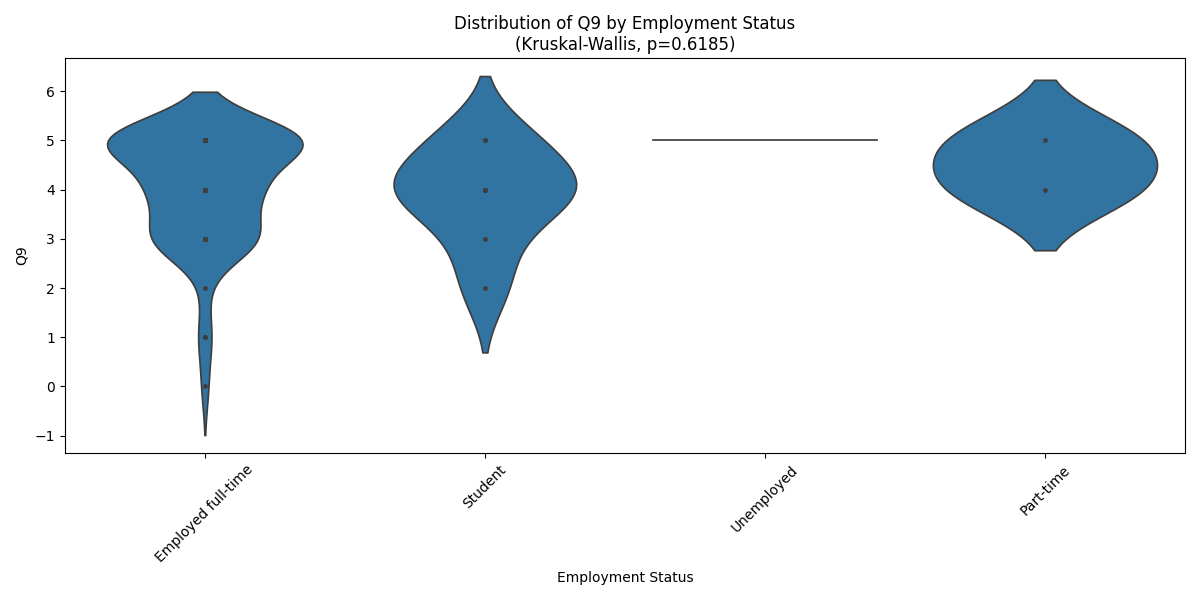 Distribution of Q9 by Employment Status
(Kruskal-Wallis, p=0.6185)
Q9
6
5
4
3
2
1
0
−1
Employed full-time
Student
Unemployed
Part-time
Employment Status